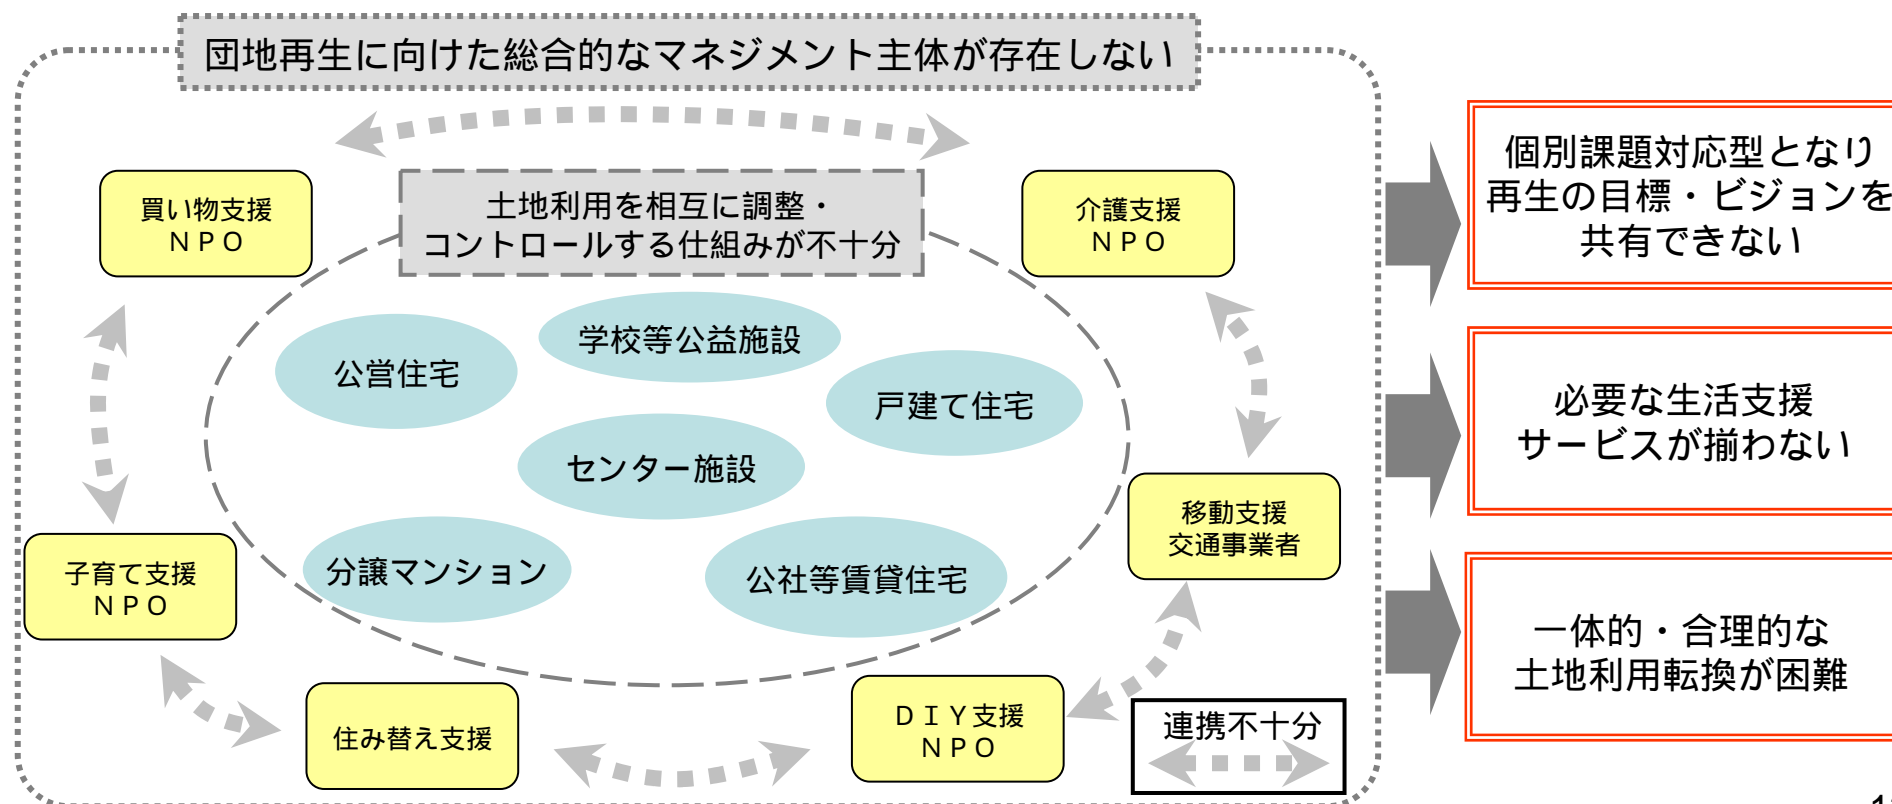 団地再生に向けた総合的なマネジメント主体が存在しない
土地利用を相互に調整・
コントロールする仕組みが不十分
買い物支援
ＮＰＯ
介護支援
ＮＰＯ
学校等公益施設
公営住宅
戸建て住宅
センター施設
分譲マンション
公社等賃貸住宅
移動支援
交通事業者
子育て支援
ＮＰＯ
住み替え支援
ＤＩＹ支援
ＮＰＯ
連携不十分
個別課題対応型となり
再生の目標・ビジョンを
共有できない
必要な生活支援
サービスが揃わない
一体的・合理的な
土地利用転換が困難